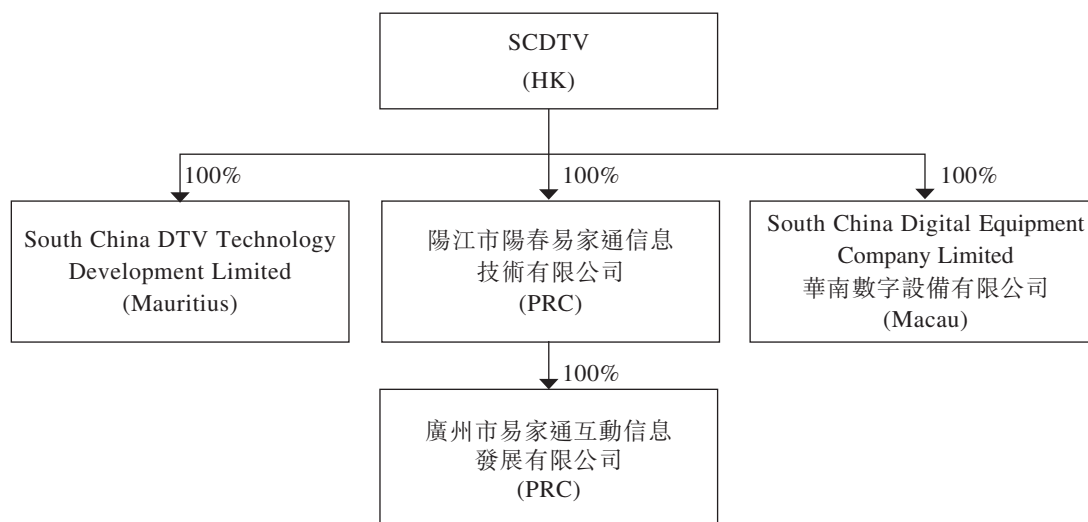 SCDTV
(HK)
100%
100%
100%
South China DTV Technology
Development Limited
(Mauritius)
陽江市陽春易家通信息
技術有限公司
(PRC)
South China Digital Equipment
Company Limited
華南數字設備有限公司
(Macau)
100%
廣州市易家通互動信息
發展有限公司
(PRC)